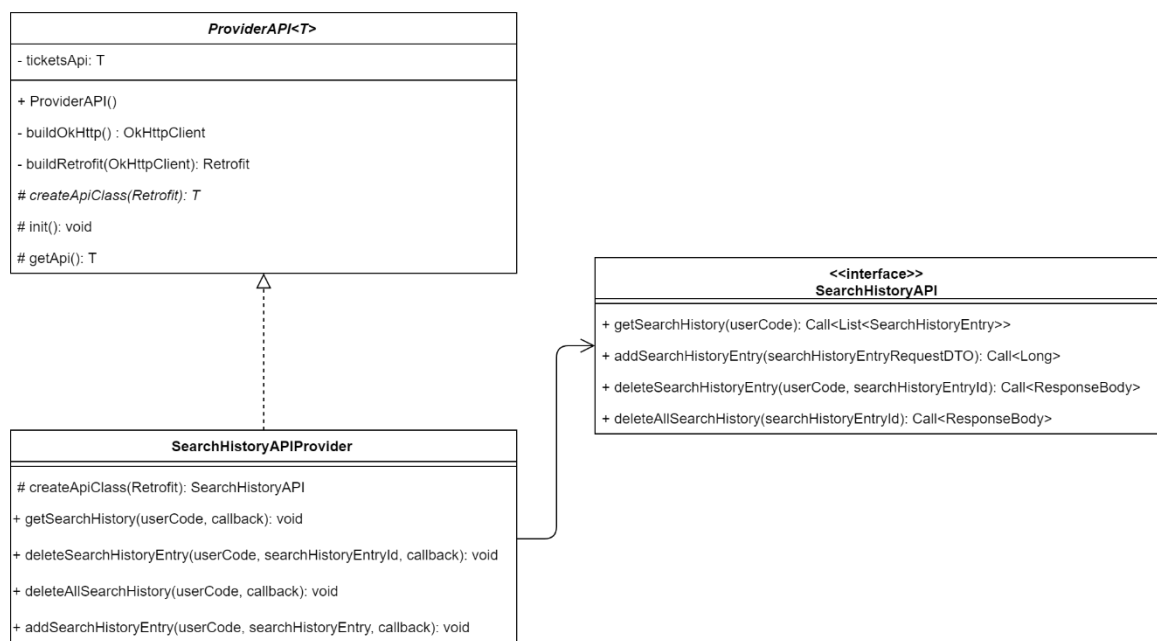 ProviderAPI<T>
- ticketsApi: T
+ ProviderAPI()
- buildOkHttp() : OkHttpClient
- buildRetrofit(OkHttpClient): Retrofit
# createApiClass(Retrofit): T
# init(): void
# getApi(): T
<<interface>>
SearchHistoryAPI
+ getSearchHistory(userCode): Call<List<SearchHistoryEntry>>
+ addSearchHistoryEntry(searchHistoryEntryRequestDTO): Call<Long>
+ deleteSearchHistoryEntry(userCode, searchHistoryEntryId): Call<ResponseBody>
+ deleteAllSearchHistory(searchHistoryEntryId): Call<ResponseBody>
SearchHistoryAPIProvider
# createApiClass(Retrofit): SearchHistoryAPI
+ getSearchHistory(userCode, callback): void
+ deleteSearchHistoryEntry(userCode, searchHistoryEntryId, callback): void
+ deleteAllSearchHistory(userCode, callback): void
+ addSearchHistoryEntry(userCode, searchHistoryEntry, callback): void